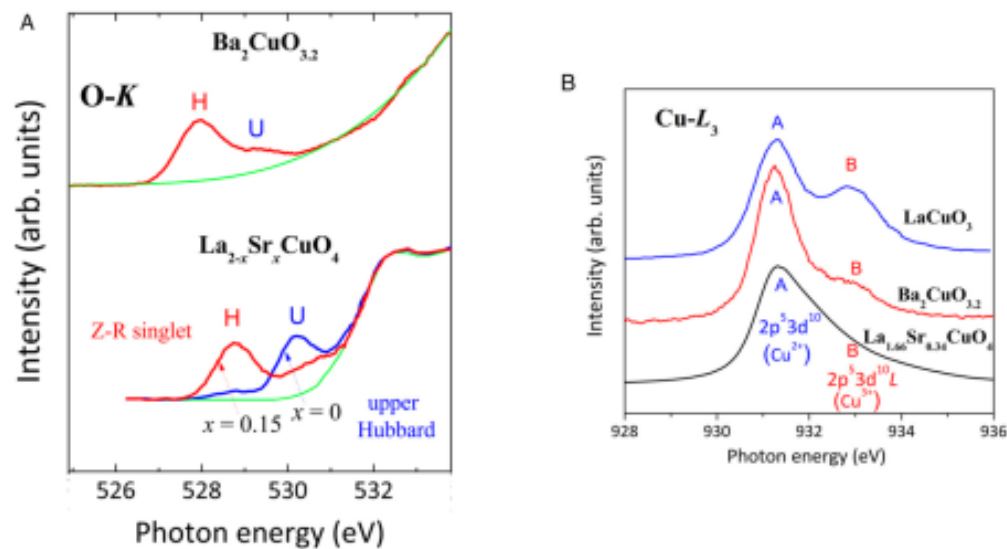 A
Ba₂CuO₃.₂
O-K
H
U
La₂₋ₓSrₓCuO₄
Z-R singlet
H
U
x = 0.15
x = 0
upper
Hubbard
Intensity (arb. units)
526 528 530 532
Photon energy (eV)
B
Cu-L₃
A
B
LaCuO₃
A
B
Ba₂CuO₃.₂
A
2p⁵3d¹⁰
(Cu²⁺)
La₁.₆₆Sr₀.₃₄CuO₄
B
2p⁵3d¹⁰L
(Cu³⁺)
Intensity (arb. units)
928 930 932 934 936
Photon energy (eV)